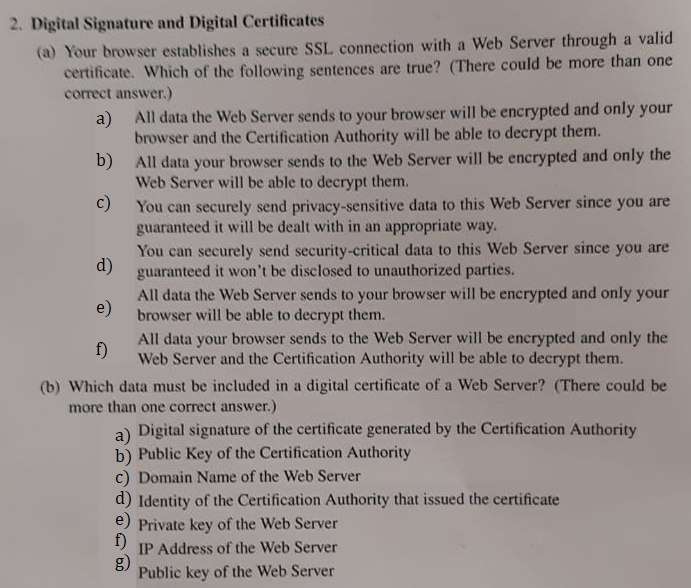 2. Digital Signature and Digital Certificates
(a) Your browser establishes a secure SSL connection with a Web Server through a valid
certificate. Which of the following sentences are true? (There could be more than one
correct answer.)
a) All data the Web Server sends to your browser will be encrypted and only your
browser and the Certification Authority will be able to decrypt them.
b) All data your browser sends to the Web Server will be encrypted and only the
Web Server will be able to decrypt them.
c) You can securely send privacy-sensitive data to this Web Server since you are
guaranteed it will be dealt with in an appropriate way.
You can securely send security-critical data to this Web Server since you are
d) guaranteed it won't be disclosed to unauthorized parties.
All data the Web Server sends to your browser will be encrypted and only your
e) browser will be able to decrypt them.
All data your browser sends to the Web Server will be encrypted and only the
f) Web Server and the Certification Authority will be able to decrypt them.
(b) Which data must be included in a digital certificate of a Web Server? (There could be
more than one correct answer.)
a) Digital signature of the certificate generated by the Certification Authority
b) Public Key of the Certification Authority
c) Domain Name of the Web Server
d) Identity of the Certification Authority that issued the certificate
e) Private key of the Web Server
f) IP Address of the Web Server
g) Public key of the Web Server